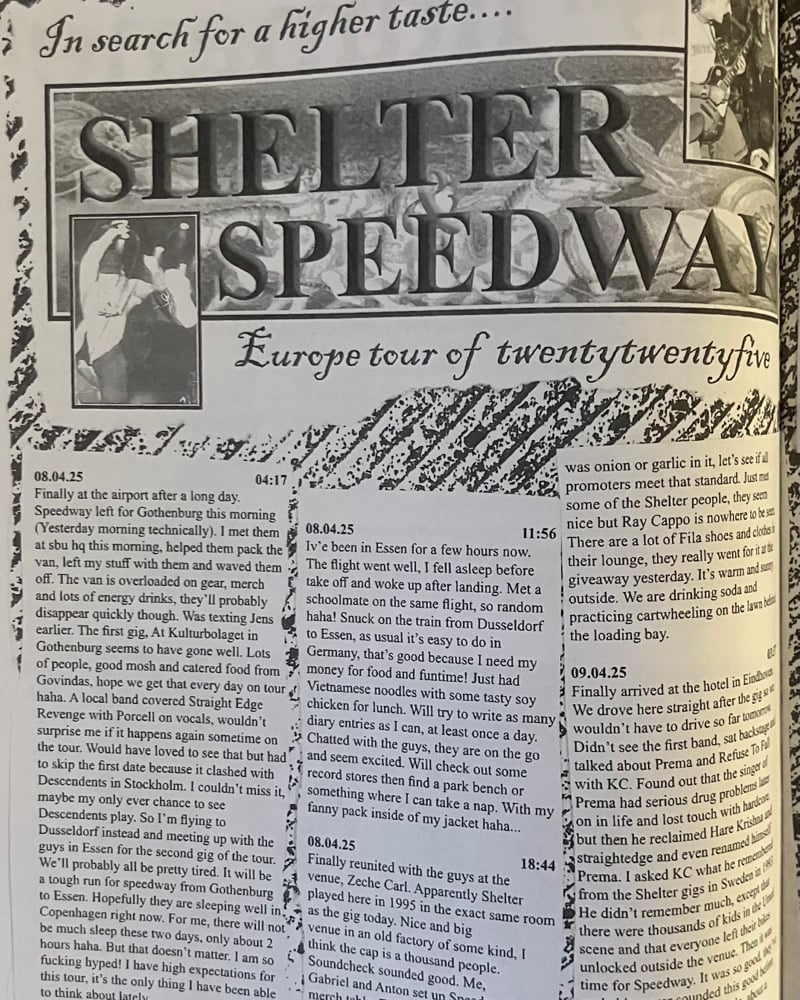 In search for a higher taste....
SHELTER
&
SPEEDWAY
Europe tour of twentytwentyfive
08.04.25 04:17
Finally at the airport after a long day.
Speedway left for Gothenburg this morning
(Yesterday morning technically). I met them
at sbu hq this morning, helped them pack the
van, left my stuff with them and waved them
off. The van is overloaded on gear, merch
and lots of energy drinks, they'll probably
disappear quickly though. Was texting Jens
earlier. The first gig, At Kulturbolaget in
Gothenburg seems to have gone well. Lots
of people, good mosh and catered food from
Govindas, hope we get that every day on tour
haha. A local band covered Straight Edge
Revenge with Porcell on vocals, wouldn't
surprise me if it happens again sometime on
the tour. Would have loved to see that but had
to skip the first date because it clashed with
Descendents in Stockholm. I couldn't miss it,
maybe my only ever chance to see
Descendents play. So I'm flying to
Dusseldorf instead and meeting up with the
guys in Essen for the second gig of the tour.
We'll probably all be pretty tired. It will be
a tough run for speedway from Gothenburg
to Essen. Hopefully they are sleeping well in
Copenhagen right now. For me, there will not
be much sleep these two days, only about 2
hours haha. But that doesn't matter. I am so
fucking hyped! I have high expectations for
this tour, it's the only thing I have been able
to think about lately.
08.04.25 11:56
Iv'e been in Essen for a few hours now.
The flight went well, I fell asleep before
take off and woke up after landing. Met a
schoolmate on the same flight, so random
haha! Snuck on the train from Dusseldorf
to Essen, as usual it's easy to do in
Germany, that's good because I need my
money for food and funtime! Just had
Vietnamese noodles with some tasty soy
chicken for lunch. Will try to write as many
diary entries as I can, at least once a day.
Chatted with the guys, they are on the go
and seem excited. Will check out some
record stores then find a park bench or
something where I can take a nap. With my
fanny pack inside of my jacket haha...
08.04.25 18:44
Finally reunited with the guys at the
venue, Zeche Carl. Apparently Shelter
played here in 1995 in the exact same room
as the gig today. Nice and big
venue in an old factory of some kind, I
think the cap is a thousand people.
Soundcheck sounded good. Me,
Gabriel and Anton set up
merch
was onion or garlic in it, let's see if all
promoters meet that standard. Just met
some of the Shelter people, they seem
nice but Ray Cappo is nowhere to be seen
There are a lot of Fila shoes and clothes in
their lounge, they really went for it at the
giveaway yesterday. It's warm and sunny
outside. We are drinking soda and
practicing cartwheeling on the lawn behind
the loading bay.
09.04.25
Finally arrived at the hotel in Eindhoven
We drove here straight after the gig so we
wouldn't have to drive so far tomorrow
Didn't see the first band, sat backstage and
talked about Prema and Refuse To Fall
with KC. Found out that the singer of
Prema had serious drug problems later
on in life and lost touch with hardcore,
but then he reclaimed Hare Krishna and
straightedge and even renamed himself
Prema. I asked KC what he remembered
from the Shelter gigs in Sweden in
He didn't remember much, except that
there were thousands of kids in the
scene and that everyone left their bikes
unlocked outside the venue. Then it was
time for Speedway. It was so good,
sounded this good